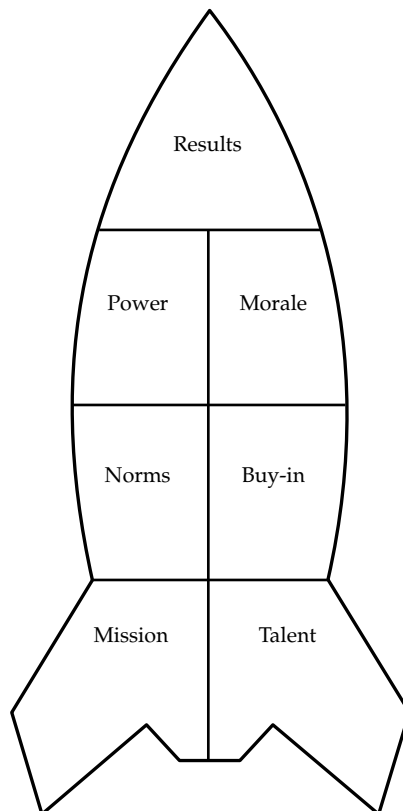 Results
Power
Morale
Norms
Buy-in
Mission
Talent